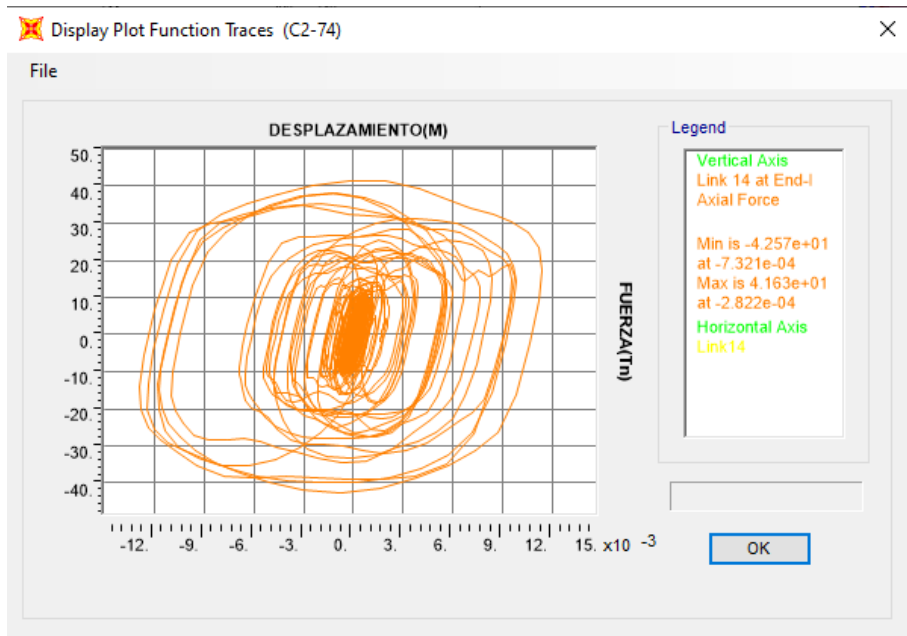 Display Plot Function Traces (C2-74)
File
DESPLAZAMIENTO(M)
50.
40.
30.
20.
10.
0.
-10.
-20.
-30.
-40.
-12. -9. -6. -3. 0. 3. 6. 9. 12. 15. x10 -3
FUERZA(Tn)
Legend
Vertical Axis
Link 14 at End-I
Axial Force
Min is -4.257e+01
at -7.321e-04
Max is 4.163e+01
at -2.822e-04
Horizontal Axis
Link14
OK